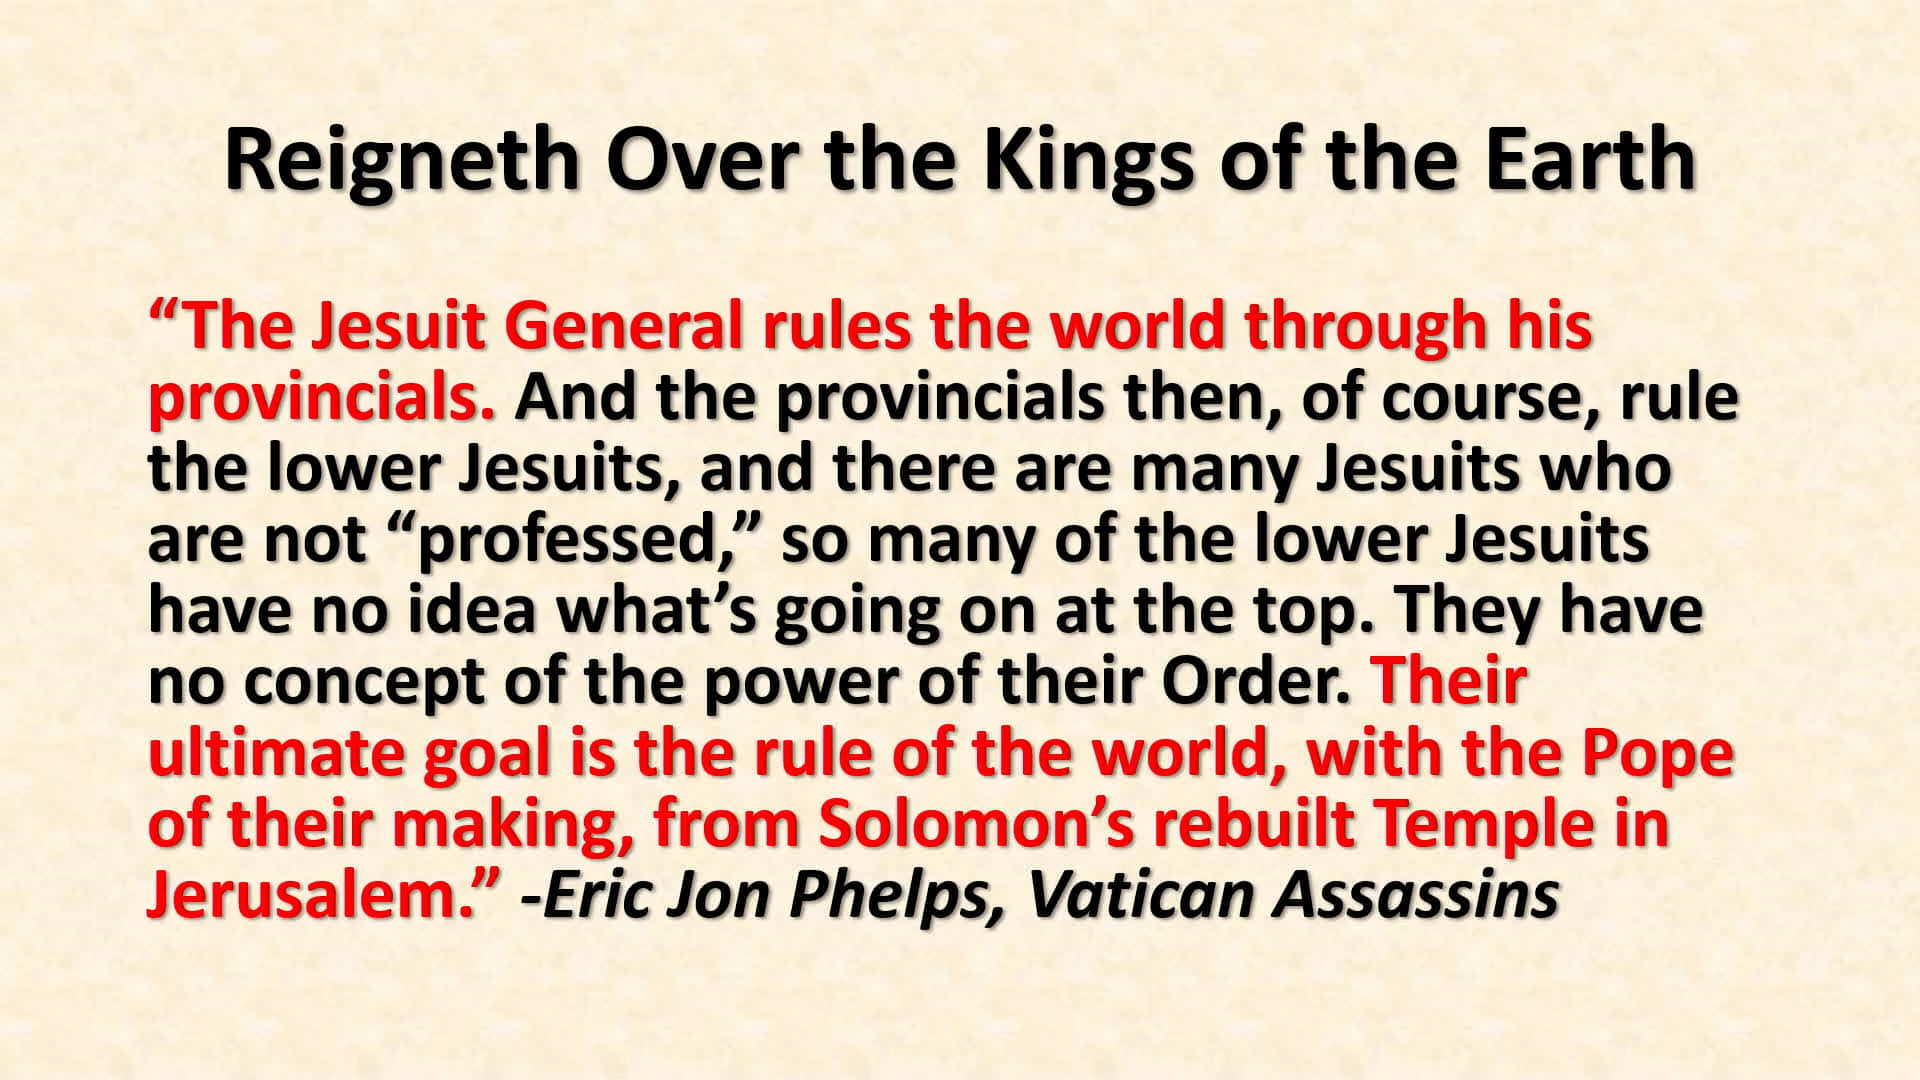 Reigneth Over the Kings of the Earth
“The Jesuit General rules the world through his
provincials. And the provincials then, of course, rule
the lower Jesuits, and there are many Jesuits who
are not “professed,” so many of the lower Jesuits
have no idea what’s going on at the top. They have
no concept of the power of their Order. Their
ultimate goal is the rule of the world, with the Pope
of their making, from Solomon’s rebuilt Temple in
Jerusalem.” -Eric Jon Phelps, Vatican Assassins